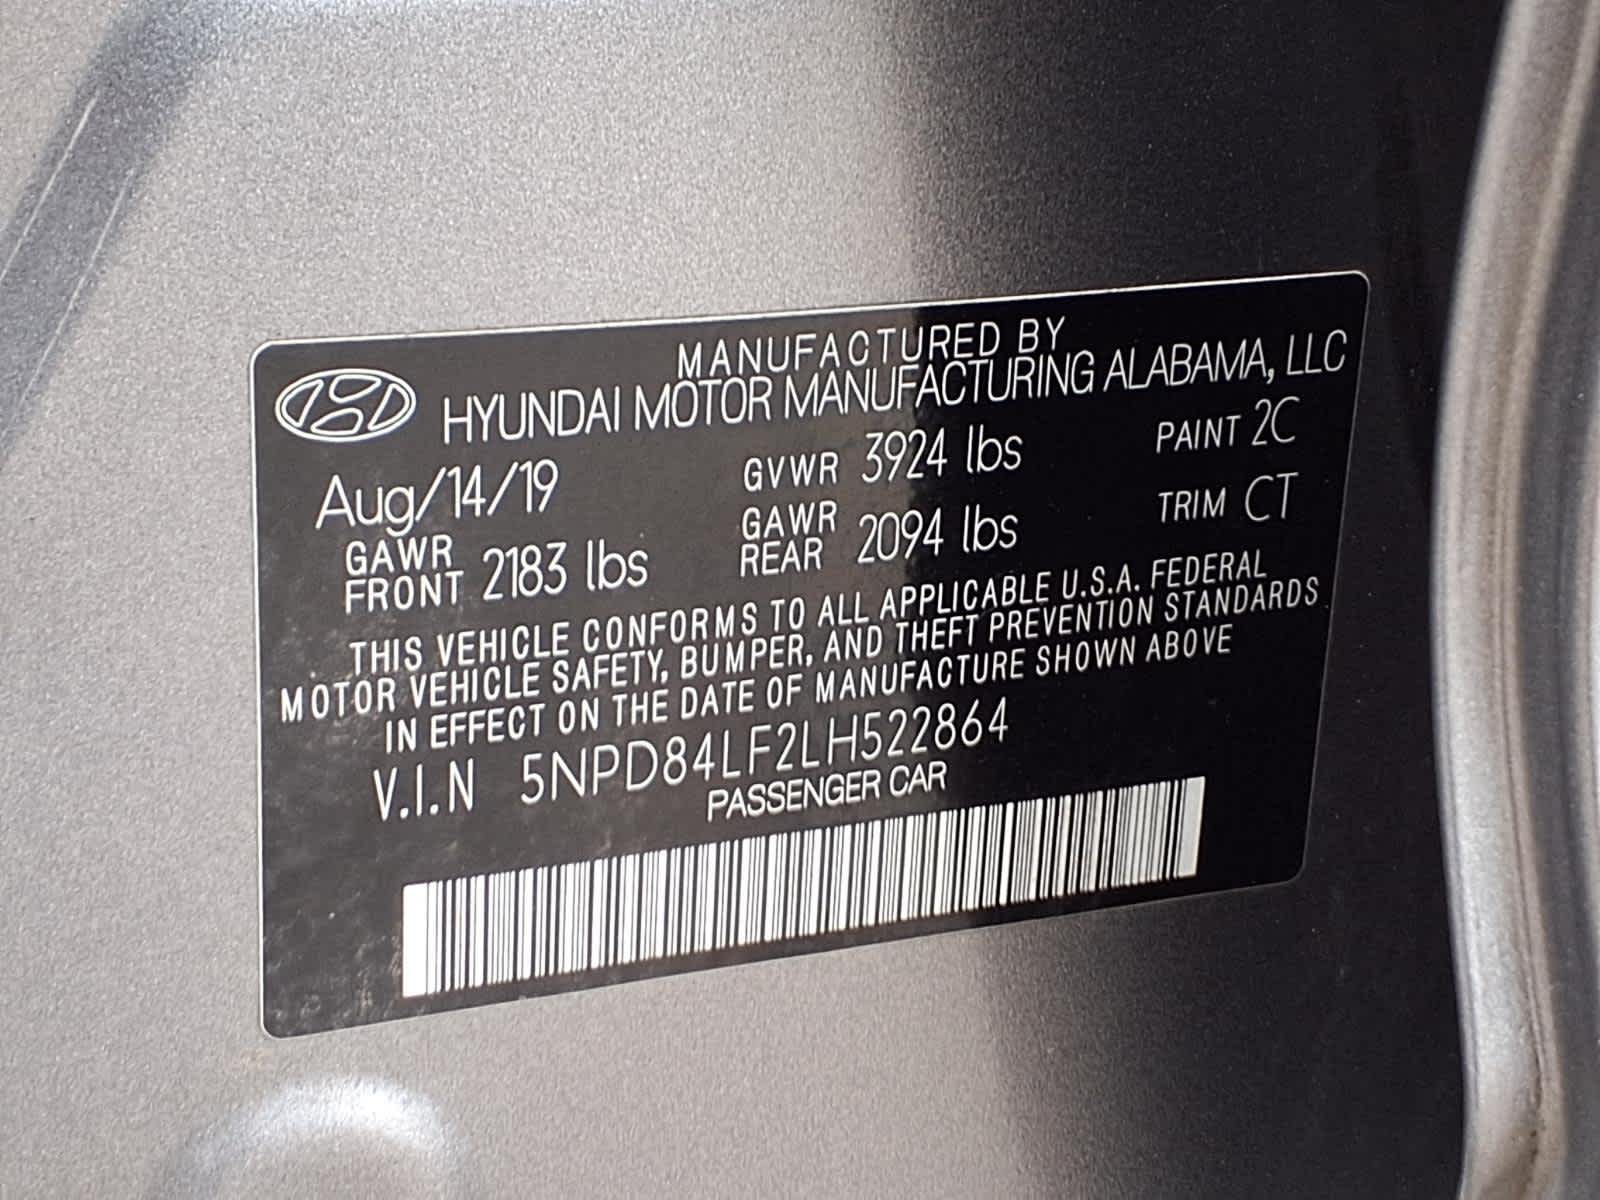 MANUFACTURED BY
HYUNDAI MOTOR MANUFACTURING ALABAMA, LLC
Aug/14/19 GVWR 3924 lbs PAINT 2C
GAWR FRONT 2183 lbs GAWR REAR 2094 lbs TRIM CT
THIS VEHICLE CONFORMS TO ALL APPLICABLE U.S.A. FEDERAL
MOTOR VEHICLE SAFETY, BUMPER, AND THEFT PREVENTION STANDARDS
IN EFFECT ON THE DATE OF MANUFACTURE SHOWN ABOVE
V.I.N 5NPD84LF2LH522864
PASSENGER CAR